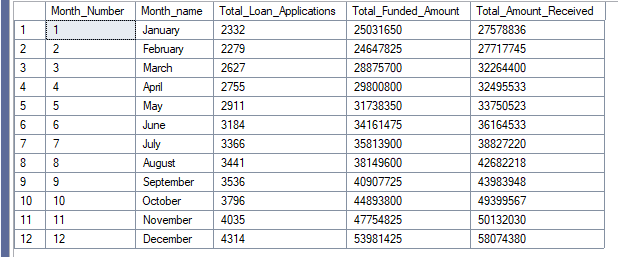 Month_Number Month_name Total_Loan_Applications Total_Funded_Amount Total_Amount_Received
1 1 January 2332 25031650 27578836
2 2 February 2279 24647825 27717745
3 3 March 2627 28875700 32264400
4 4 April 2755 29800800 32495533
5 5 May 2911 31738350 33750523
6 6 June 3184 34161475 36164533
7 7 July 3366 35813900 38827220
8 8 August 3441 38149600 42682218
9 9 September 3536 40907725 43983948
10 10 October 3796 44893800 49399567
11 11 November 4035 47754825 50132030
12 12 December 4314 53981425 58074380